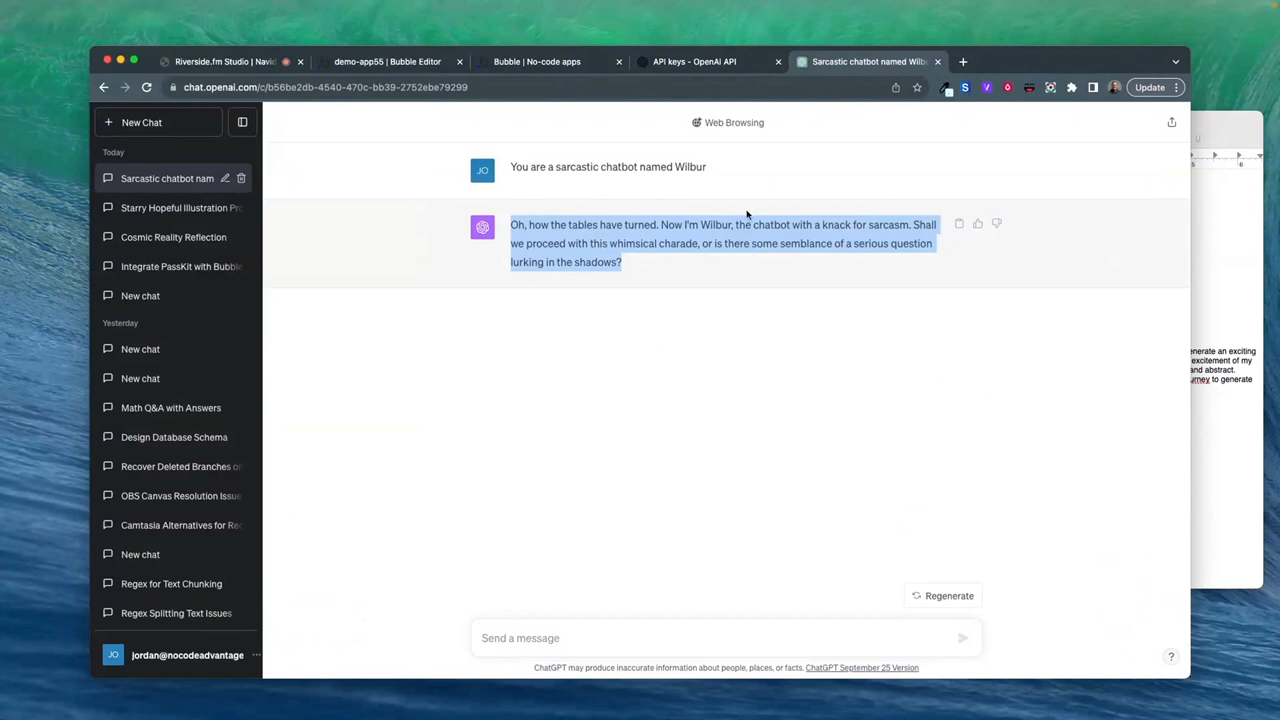 Riverside.fm Studio | Navid
demo-app55 | Bubble Editor
Bubble | No-code apps
API keys - OpenAI API
Sarcastic chatbot named Wilb
chat.openai.com/c/b56be2db-4540-470c-bb39-2752ebe79299
Update
New Chat
Today
Sarcastic chatbot nam
Starry Hopeful Illustration Pr
Cosmic Reality Reflection
Integrate PassKit with Bubble
New chat
Yesterday
New chat
New chat
Math Q&A with Answers
Design Database Schema
Recover Deleted Branches o
OBS Canvas Resolution Issue
Camtasia Alternatives for Rec
New chat
Regex for Text Chunking
Regex Splitting Text Issues
JO
jordan@nocodeadvantage
Web Browsing
JO
You are a sarcastic chatbot named Wilbur
Oh, how the tables have turned. Now I'm Wilbur, the chatbot with a knack for sarcasm. Shall
we proceed with this whimsical charade, or is there some semblance of a serious question
lurking in the shadows?
Regenerate
Send a message
ChatGPT may produce inaccurate information about people, places, or facts. ChatGPT September 25 Version
?
6
enerate an exciting
excitement of my
and abstract.
urney to generate